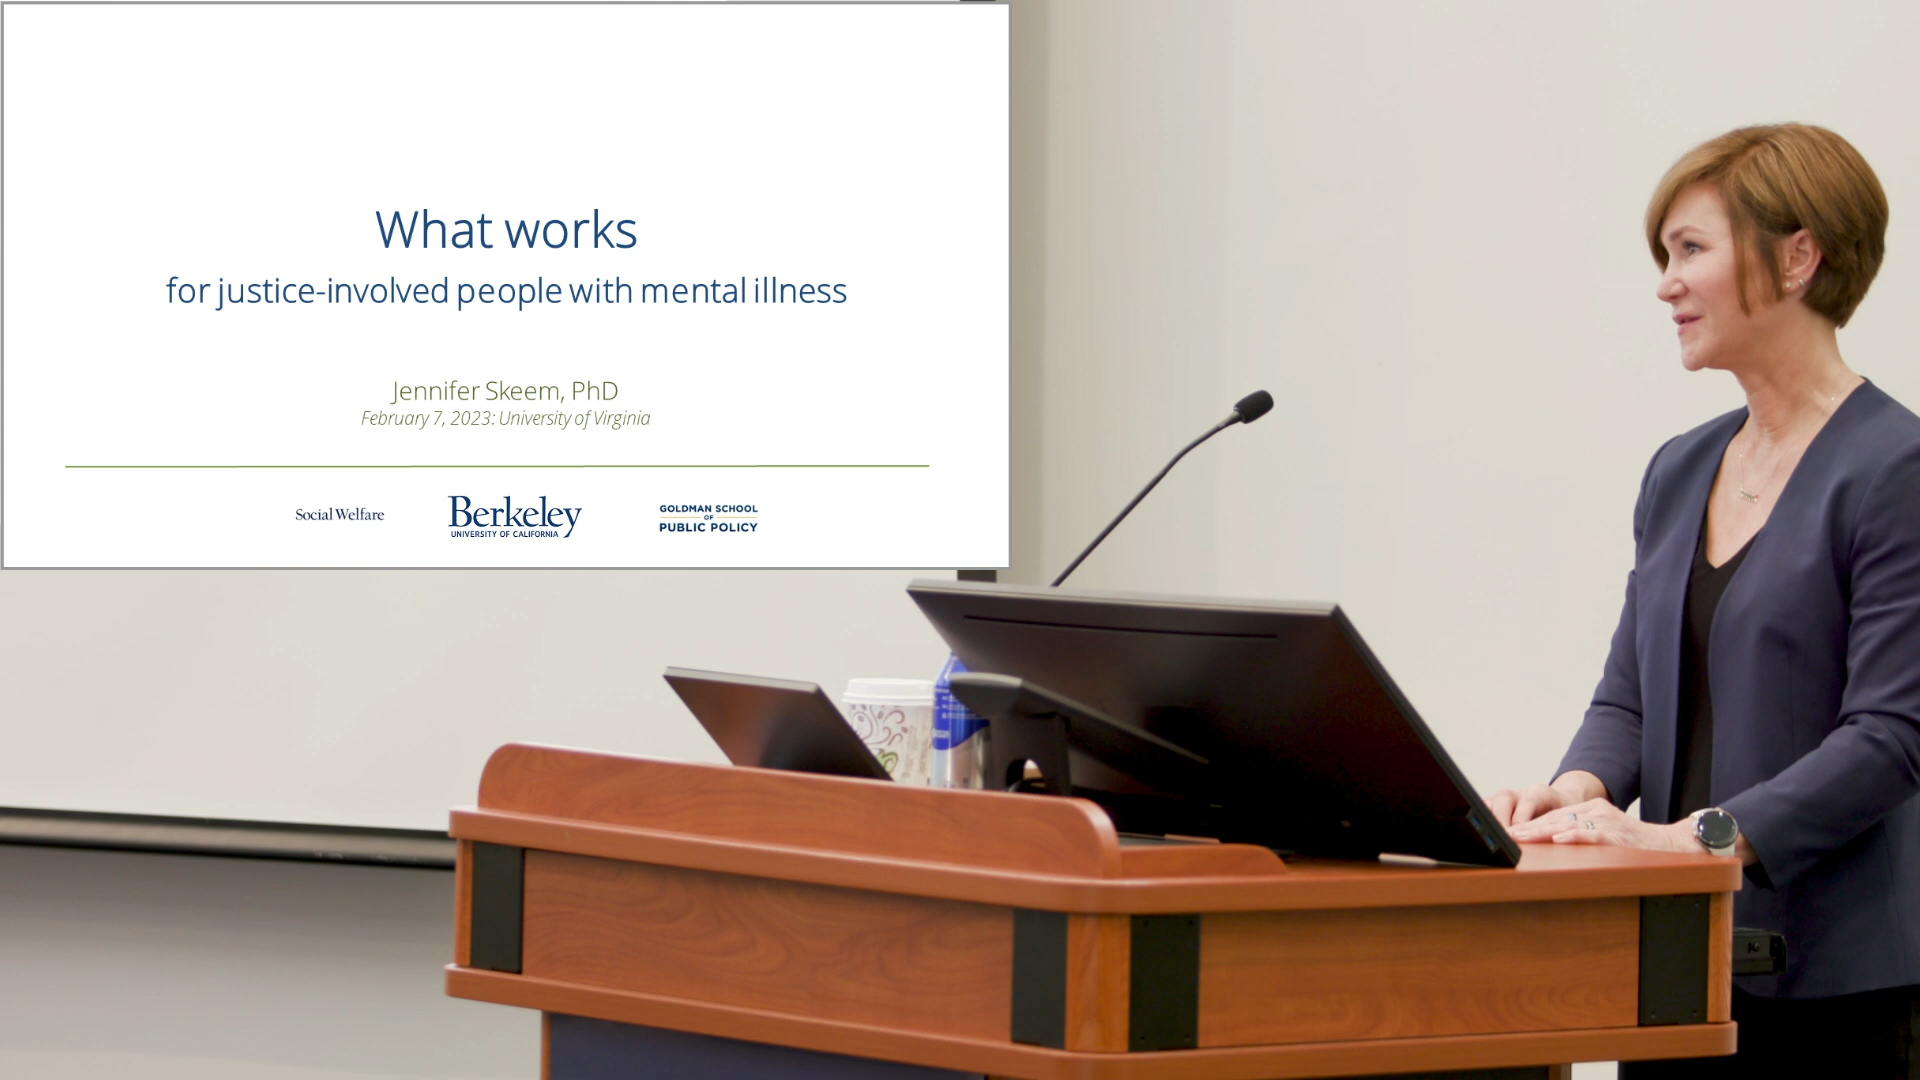 What works
for justice-involved people with mental illness
Jennifer Skeem, PhD
February 7, 2023: University of Virginia
Social Welfare
Berkeley
UNIVERSITY OF CALIFORNIA
GOLDMAN SCHOOL
OF
PUBLIC POLICY